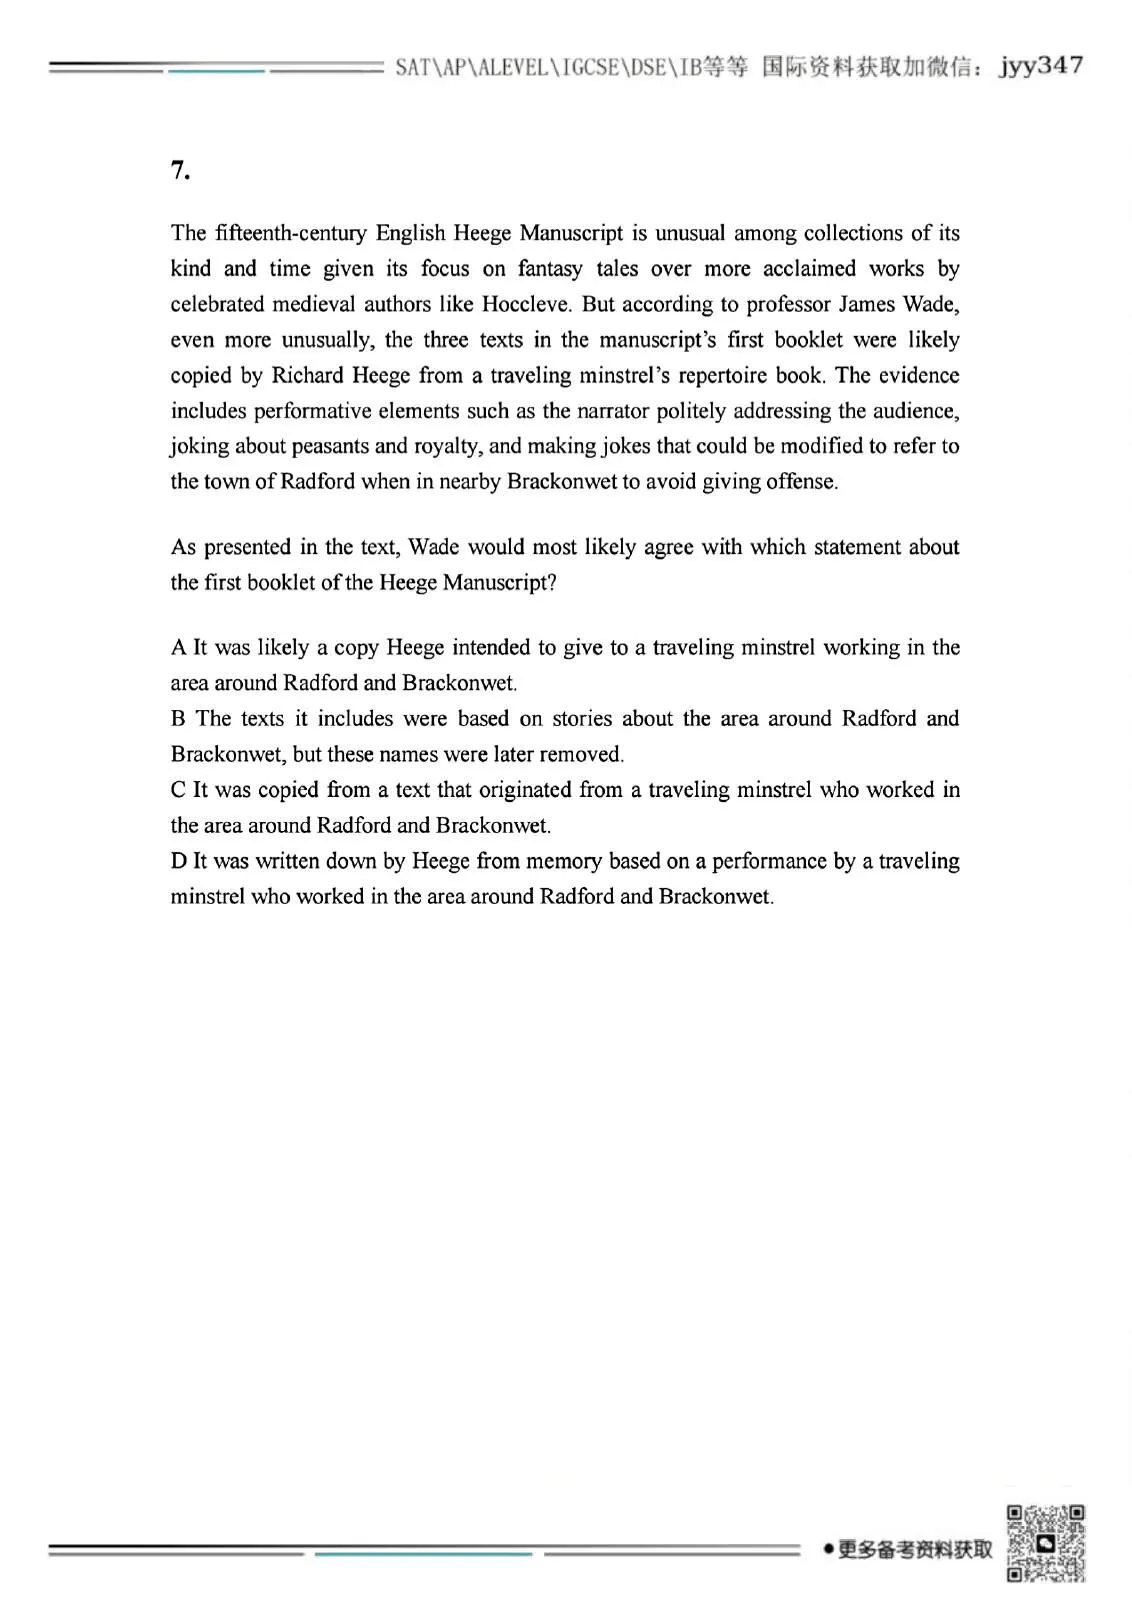 SAT\AP\ALEVEL\IGCSE\DSE\IB等等 国际资料获取加微信：jyy347
7.
The fifteenth-century English Heege Manuscript is unusual among collections of its
kind and time given its focus on fantasy tales over more acclaimed works by
celebrated medieval authors like Hoccleve. But according to professor James Wade,
even more unusually, the three texts in the manuscript's first booklet were likely
copied by Richard Heege from a traveling minstrel's repertoire book. The evidence
includes performative elements such as the narrator politely addressing the audience,
joking about peasants and royalty, and making jokes that could be modified to refer to
the town of Radford when in nearby Brackonwet to avoid giving offense.
As presented in the text, Wade would most likely agree with which statement about
the first booklet of the Heege Manuscript?
A It was likely a copy Heege intended to give to a traveling minstrel working in the
area around Radford and Brackonwet.
B The texts it includes were based on stories about the area around Radford and
Brackonwet, but these names were later removed.
C It was copied from a text that originated from a traveling minstrel who worked in
the area around Radford and Brackonwet.
D It was written down by Heege from memory based on a performance by a traveling
minstrel who worked in the area around Radford and Brackonwet.
●更多备考资料获取